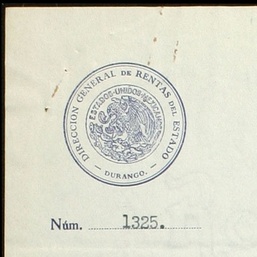 DIRECCION GENERAL DE RENTAS DEL ESTADO
ESTADOS·UNIDOS·MEXICANOS
— DURANGO. —
Núm. 1325.